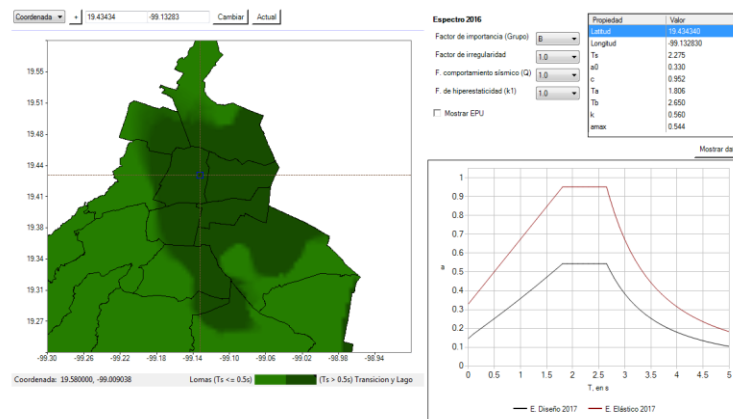 Coordenada + 19.43434 -99.13283 Cambiar Actual
19.55
19.51
19.48
19.44
19.41
19.38
19.34
19.31
19.27
-99.30 -99.26 -99.22 -99.18 -99.14 -99.10 -99.06 -99.02 -98.98 -98.94
Coordenada: 19.580000, -99.009038 Lomas (Ts <= 0.5s) (Ts > 0.5s) Transicion y Lago
Espectro 2016
Factor de importancia (Grupo) B
Factor de irregularidad 1.0
F. comportamiento sísmico (Q) 1.0
F. de hiperestaticidad (k1) 1.0
Mostrar EPU
Propiedad Valor
Latitud 19.434340
Longitud -99.132830
Ts 2.275
a0 0.330
c 0.952
Ta 1.806
Tb 2.650
k 0.560
amax 0.544
Mostrar dat
1
0.9
0.8
0.7
0.6
0.5
0.4
0.3
0.2
0.1
0
a
0 0.5 1 1.5 2 2.5 3 3.5 4 4.5 5
T, en s
E. Diseño 2017 E. Elástico 2017